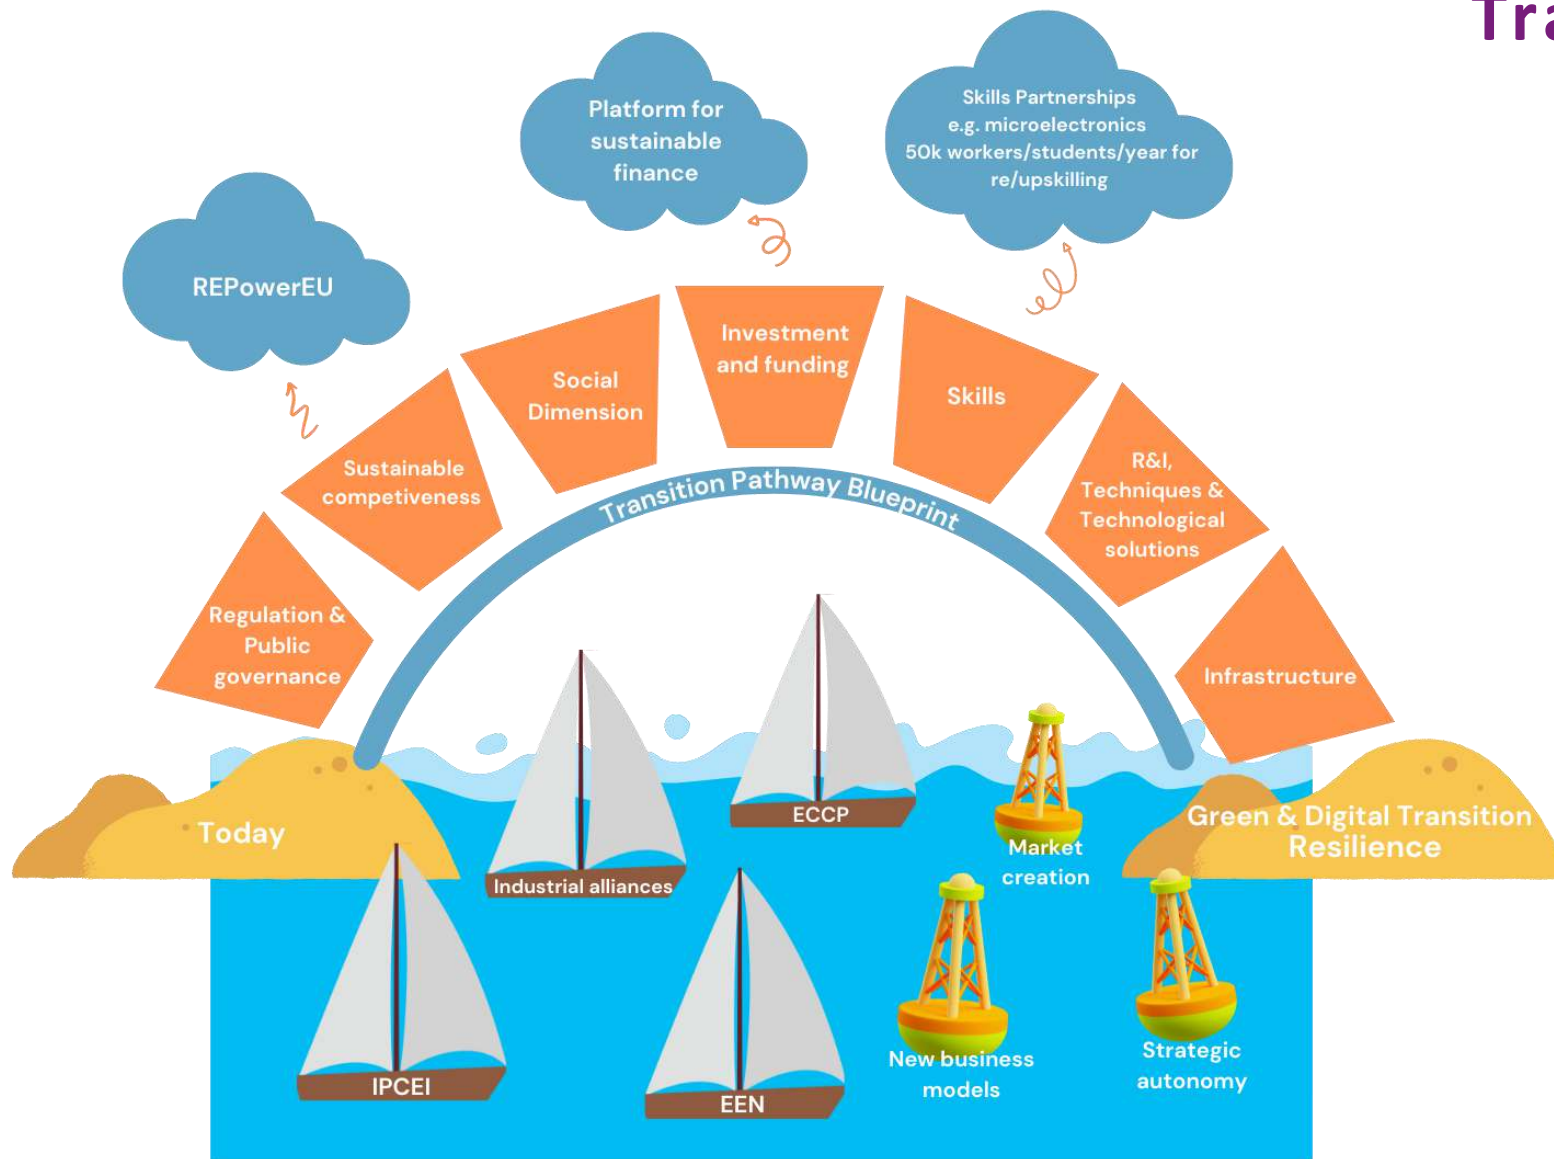 Tra
Platform for
sustainable
finance
Skills Partnerships
e.g. microelectronics
50k workers/students/year for
re/upskilling
REPowerEU
Regulation &
Public
governance
Sustainable
competiveness
Social
Dimension
Investment
and funding
Skills
R&I,
Techniques &
Technological
solutions
Infrastructure
Transition Pathway Blueprint
Today
Green & Digital Transition
Resilience
Industrial alliances
ECCP
IPCEI
EEN
Market
creation
New business
models
Strategic
autonomy